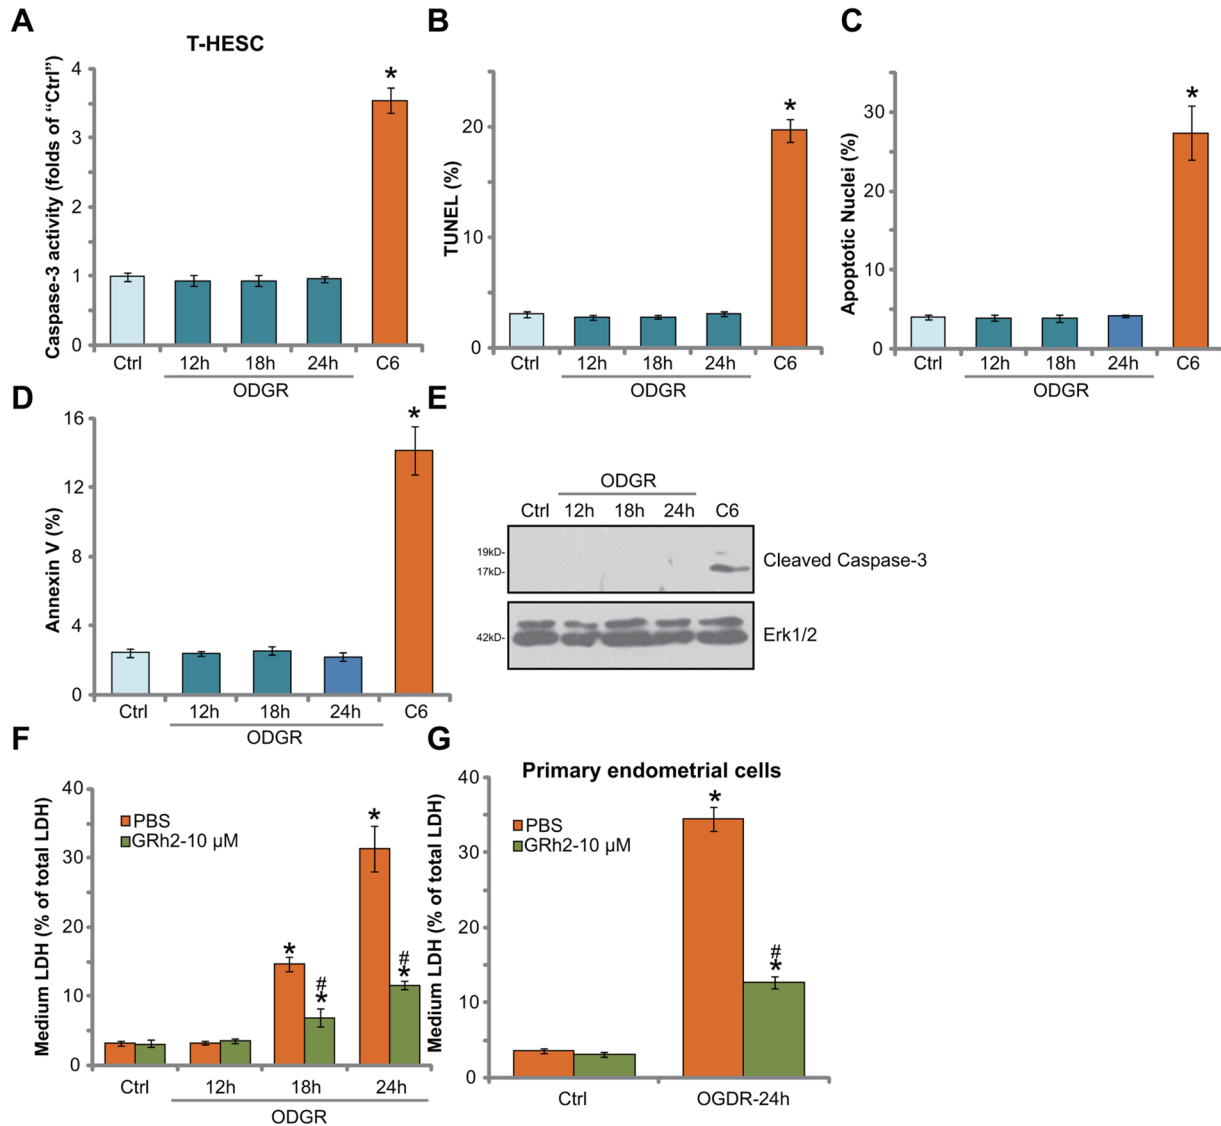 A
T-HESC
Caspase-3 activity (folds of “Ctrl”)
4
3
2
1
0
*
Ctrl
12h
18h
24h
C6
ODGR
B
TUNEL (%)
20
10
0
*
Ctrl
12h
18h
24h
C6
ODGR
C
Apoptotic Nuclei (%)
30
20
10
0
*
Ctrl
12h
18h
24h
C6
ODGR
D
Annexin V (%)
16
12
8
4
0
*
Ctrl
12h
18h
24h
C6
ODGR
E
ODGR
Ctrl 12h 18h 24h C6
19kD-
17kD-
Cleaved Caspase-3
42kD-
Erk1/2
F
Medium LDH (% of total LDH)
40
30
20
10
0
PBS
GRh2-10 μM
*
#
*
*
#
*
Ctrl
12h
18h
24h
ODGR
G
Primary endometrial cells
Medium LDH (% of total LDH)
40
30
20
10
0
PBS
GRh2-10 μM
*
#
*
Ctrl
OGDR-24h